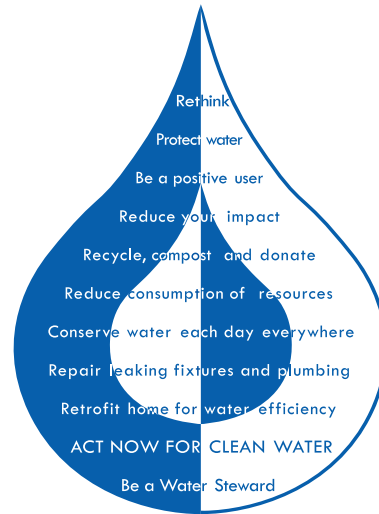 Rethink
Protect water
Be a positive user
Reduce your impact
Recycle, compost and donate
Reduce consumption of resources
Conserve water each day everywhere
Repair leaking fixtures and plumbing
Retrofit home for water efficiency
ACT NOW FOR CLEAN WATER
Be a Water Steward